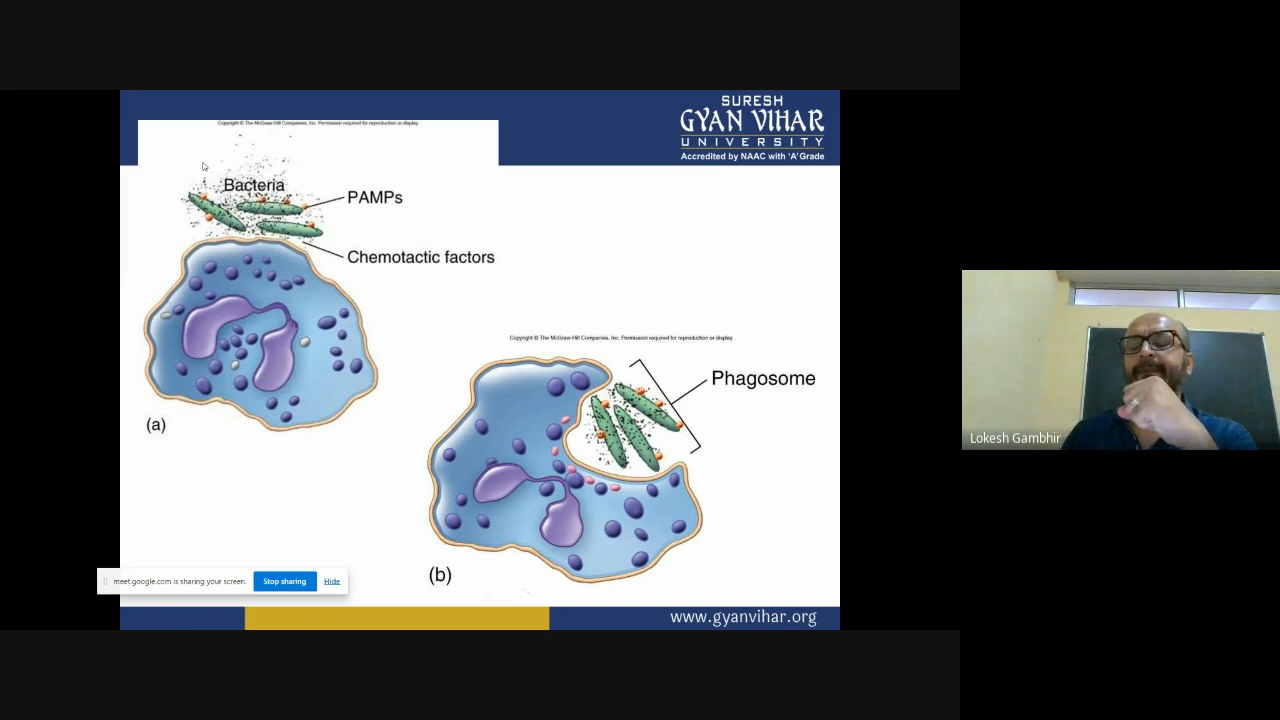 Copyright © The McGraw-Hill Companies, Inc. Permission required for reproduction or display.
SURESH
GYAN VIHAR
UNIVERSITY
Accredited by NAAC with 'A' Grade
Bacteria
PAMPs
Chemotactic factors
(a)
Copyright © The McGraw-Hill Companies, Inc. Permission required for reproduction or display.
Phagosome
(b)
Lokesh Gambhir
meet.google.com is sharing your screen.
Stop sharing
Hide
www.gyanvihar.org